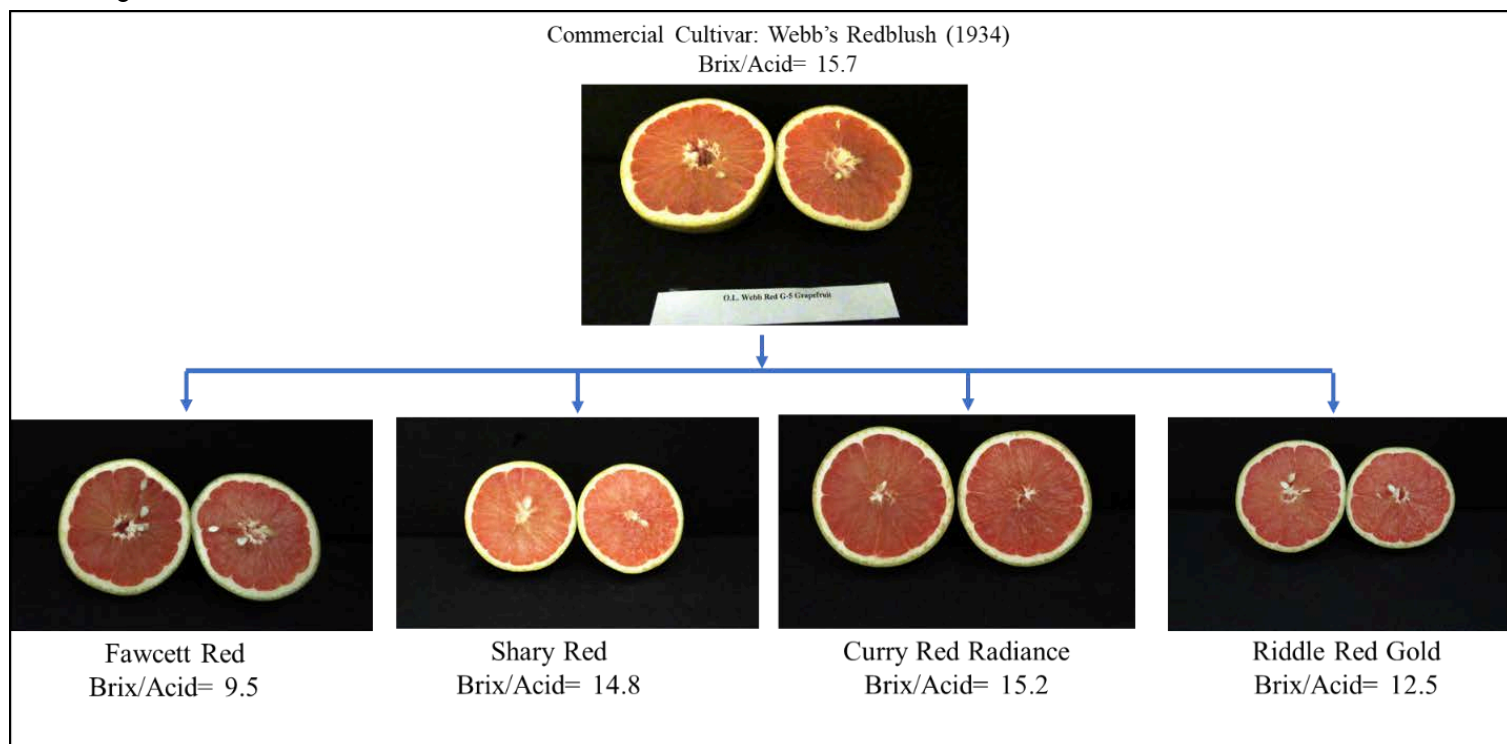 Commercial Cultivar: Webb's Redblush (1934)
Brix/Acid= 15.7
O.L. Webb Red G-5 Grapefruit
Fawcett Red
Brix/Acid= 9.5
Shary Red
Brix/Acid= 14.8
Curry Red Radiance
Brix/Acid= 15.2
Riddle Red Gold
Brix/Acid= 12.5